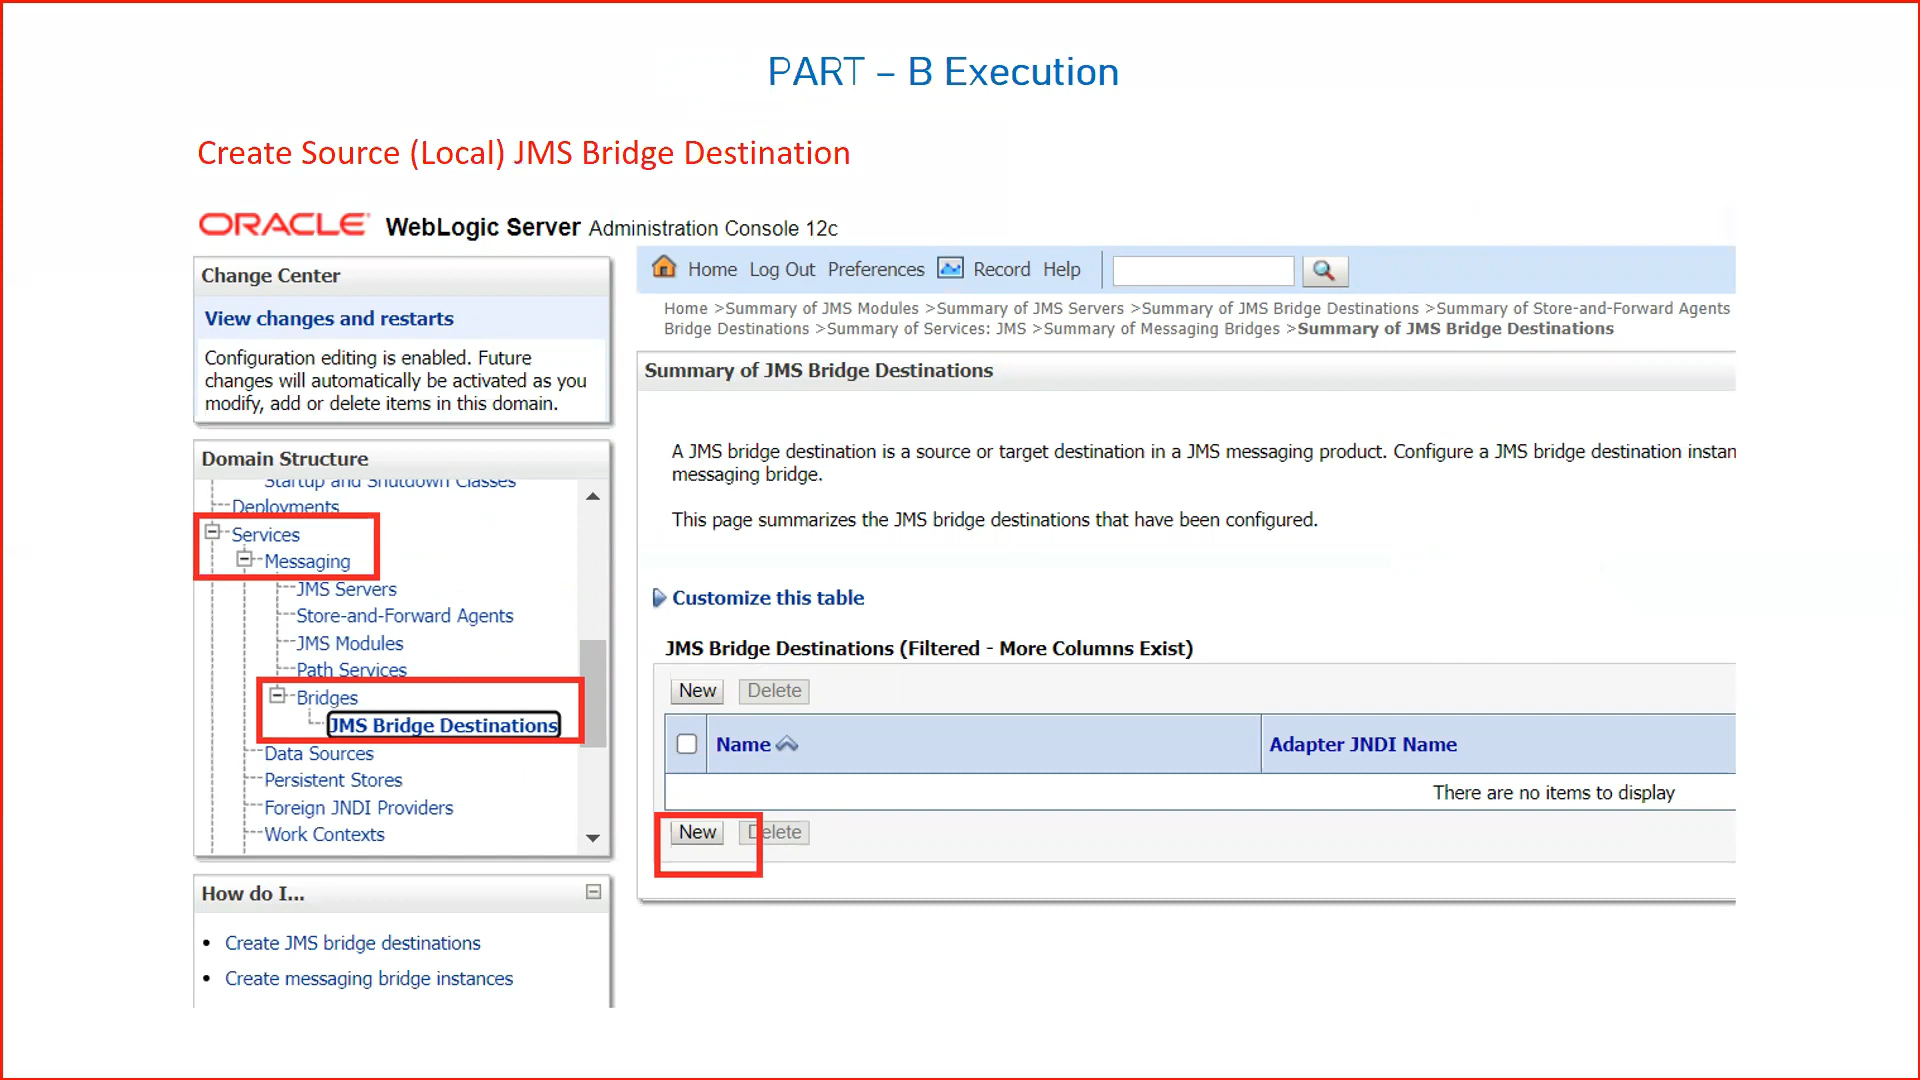 PART – B Execution
Create Source (Local) JMS Bridge Destination
ORACLE WebLogic Server Administration Console 12c
Change Center
View changes and restarts
Configuration editing is enabled. Future
changes will automatically be activated as you
modify, add or delete items in this domain.
Domain Structure
Startup and Shutdown Classes
Deployments
Services
Messaging
JMS Servers
Store-and-Forward Agents
JMS Modules
Path Services
Bridges
JMS Bridge Destinations
Data Sources
Persistent Stores
Foreign JNDI Providers
Work Contexts
How do I...
• Create JMS bridge destinations
• Create messaging bridge instances
Home Log Out Preferences Record Help
Home >Summary of JMS Modules >Summary of JMS Servers >Summary of JMS Bridge Destinations >Summary of Store-and-Forward Agents
Bridge Destinations >Summary of Services: JMS >Summary of Messaging Bridges >Summary of JMS Bridge Destinations
Summary of JMS Bridge Destinations
A JMS bridge destination is a source or target destination in a JMS messaging product. Configure a JMS bridge destination instan
messaging bridge.
This page summarizes the JMS bridge destinations that have been configured.
Customize this table
JMS Bridge Destinations (Filtered - More Columns Exist)
New Delete
Name Adapter JNDI Name
There are no items to display
New Delete